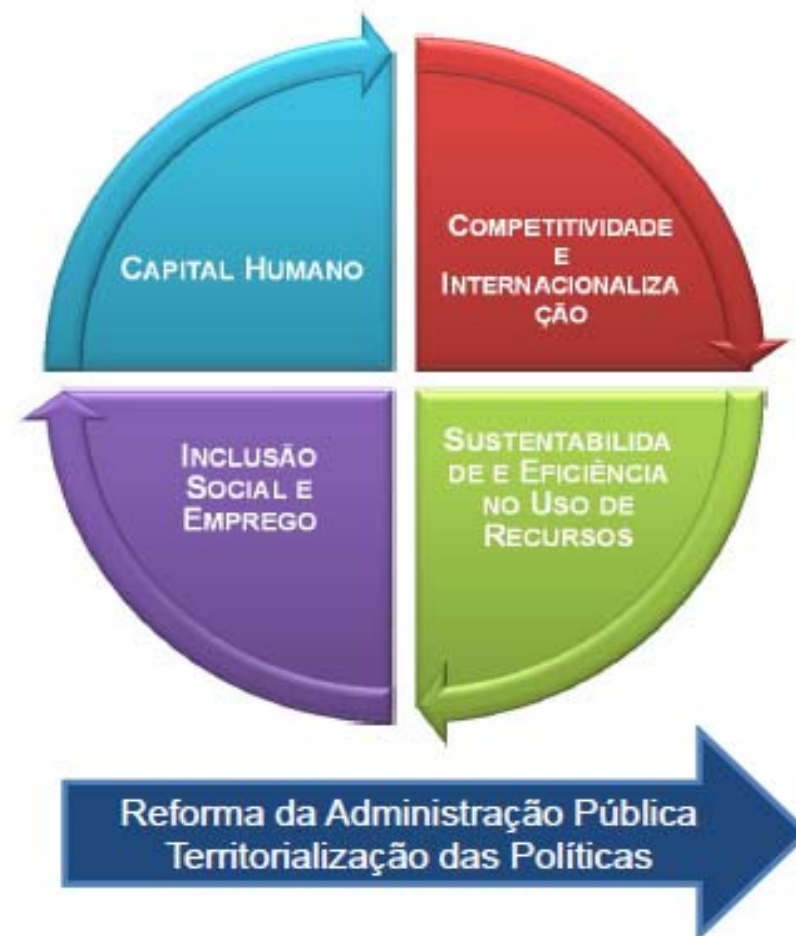 CAPITAL HUMANO
COMPETITIVIDADE
E
INTERNACIONALIZA
ÇÃO
INCLUSÃO
SOCIAL E
EMPREGO
SUSTENTABILIDA
DE E EFICIÊNCIA
NO USO DE
RECURSOS
Reforma da Administração Pública
Territorialização das Políticas